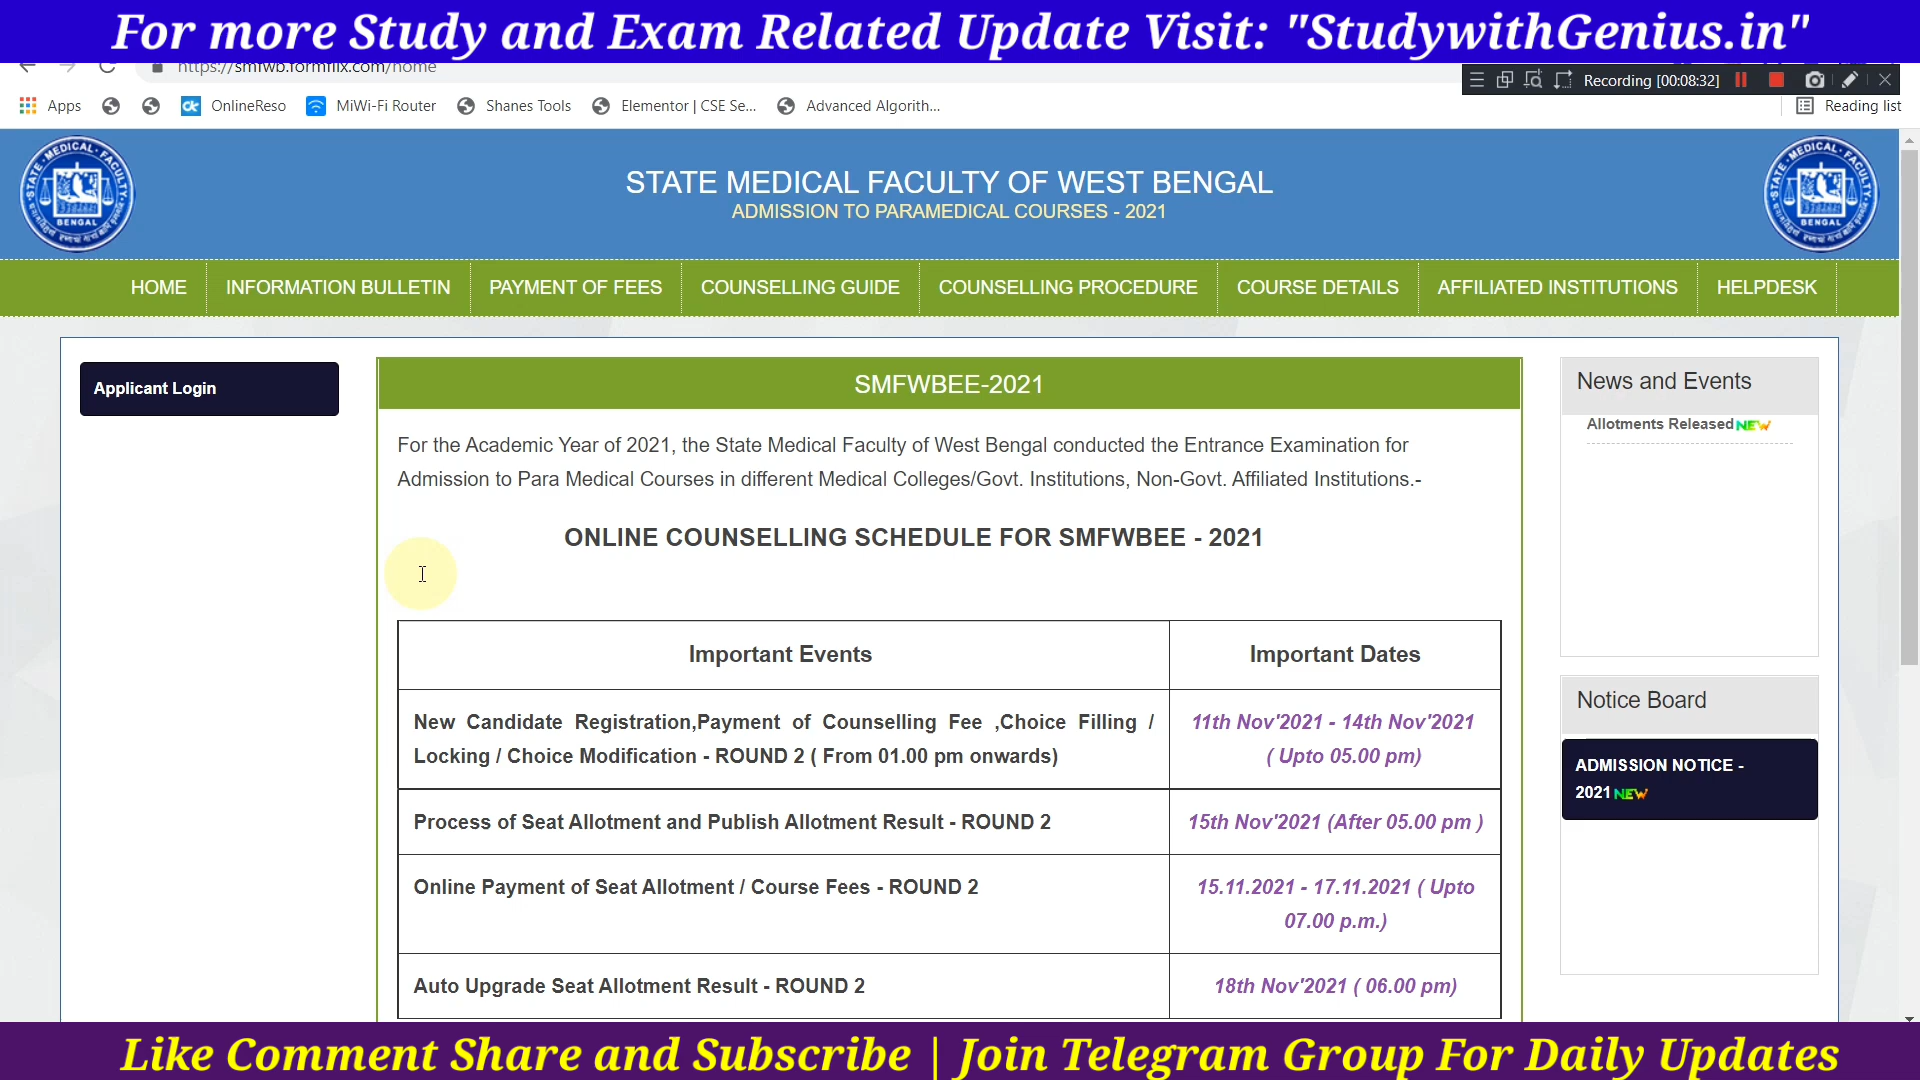 For more Study and Exam Related Update Visit: "StudywithGenius.in"
https://smfwb.formflix.com/home
Recording [00:08:32]
Apps
OnlineReso
MiWi-Fi Router
Shanes Tools
Elementor | CSE Se...
Advanced Algorith...
Reading list
STATE MEDICAL FACULTY OF WEST BENGAL
ADMISSION TO PARAMEDICAL COURSES - 2021
HOME
INFORMATION BULLETIN
PAYMENT OF FEES
COUNSELLING GUIDE
COUNSELLING PROCEDURE
COURSE DETAILS
AFFILIATED INSTITUTIONS
HELPDESK
Applicant Login
SMFWBEE-2021
For the Academic Year of 2021, the State Medical Faculty of West Bengal conducted the Entrance Examination for
Admission to Para Medical Courses in different Medical Colleges/Govt. Institutions, Non-Govt. Affiliated Institutions.-
ONLINE COUNSELLING SCHEDULE FOR SMFWBEE - 2021
Important Events
Important Dates
New Candidate Registration,Payment of Counselling Fee ,Choice Filling /
Locking / Choice Modification - ROUND 2 ( From 01.00 pm onwards)
11th Nov'2021 - 14th Nov'2021
( Upto 05.00 pm)
Process of Seat Allotment and Publish Allotment Result - ROUND 2
15th Nov'2021 (After 05.00 pm )
Online Payment of Seat Allotment / Course Fees - ROUND 2
15.11.2021 - 17.11.2021 ( Upto
07.00 p.m.)
Auto Upgrade Seat Allotment Result - ROUND 2
18th Nov'2021 ( 06.00 pm)
News and Events
Allotments Released NEW
Notice Board
ADMISSION NOTICE -
2021 NEW
Like Comment Share and Subscribe | Join Telegram Group For Daily Updates